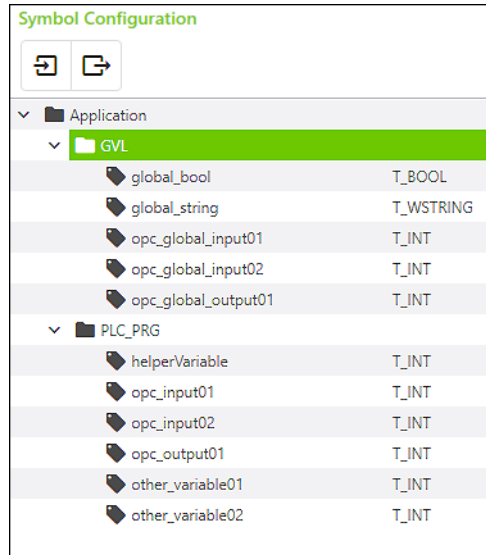 Symbol Configuration
Application
GVL
global_bool T_BOOL
global_string T_WSTRING
opc_global_input01 T_INT
opc_global_input02 T_INT
opc_global_output01 T_INT
PLC_PRG
helperVariable T_INT
opc_input01 T_INT
opc_input02 T_INT
opc_output01 T_INT
other_variable01 T_INT
other_variable02 T_INT